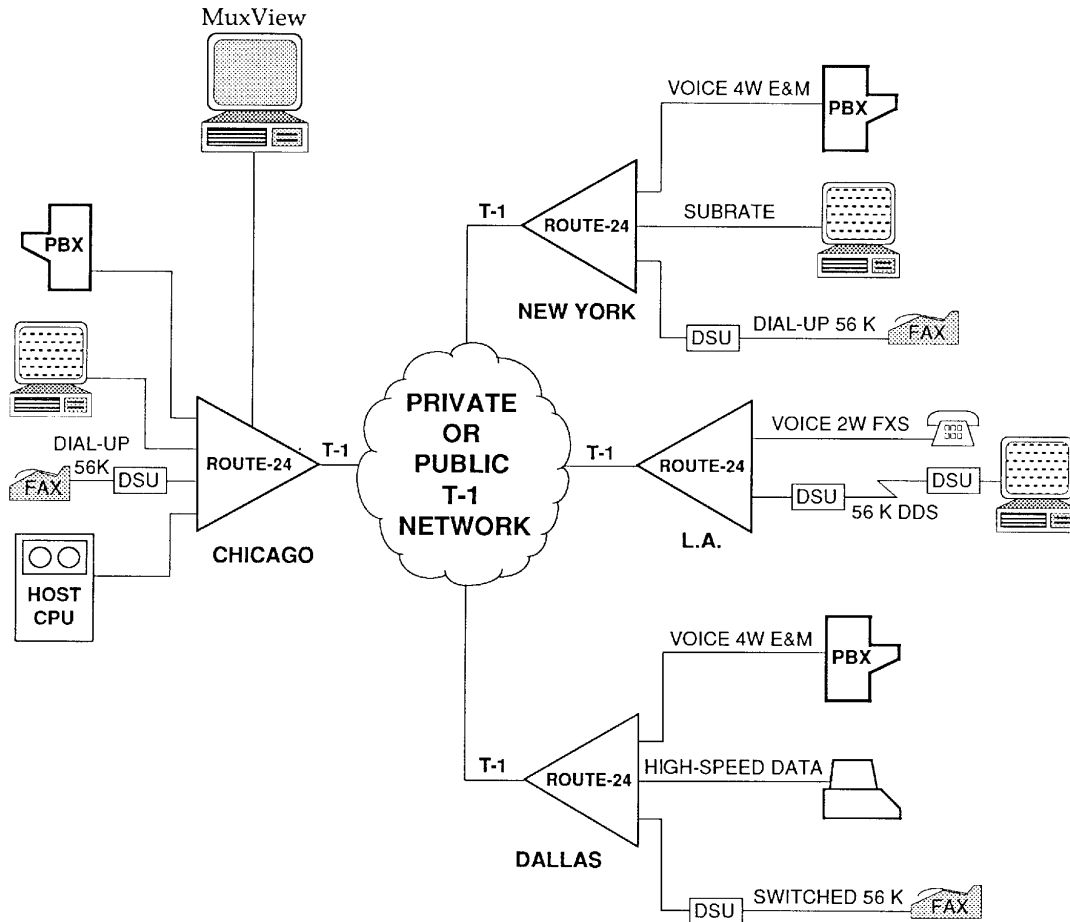 MuxView
VOICE 4W E&M
PBX
T-1
ROUTE-24
SUBRATE
NEW YORK
DSU
DIAL-UP 56 K
FAX
PBX
DIAL-UP
56K
FAX
DSU
ROUTE-24
T-1
CHICAGO
HOST
CPU
PRIVATE
OR
PUBLIC
T-1
NETWORK
T-1
ROUTE-24
VOICE 2W FXS
DSU
56 K DDS
DSU
L.A.
VOICE 4W E&M
PBX
T-1
ROUTE-24
HIGH-SPEED DATA
DALLAS
DSU
SWITCHED 56 K
FAX